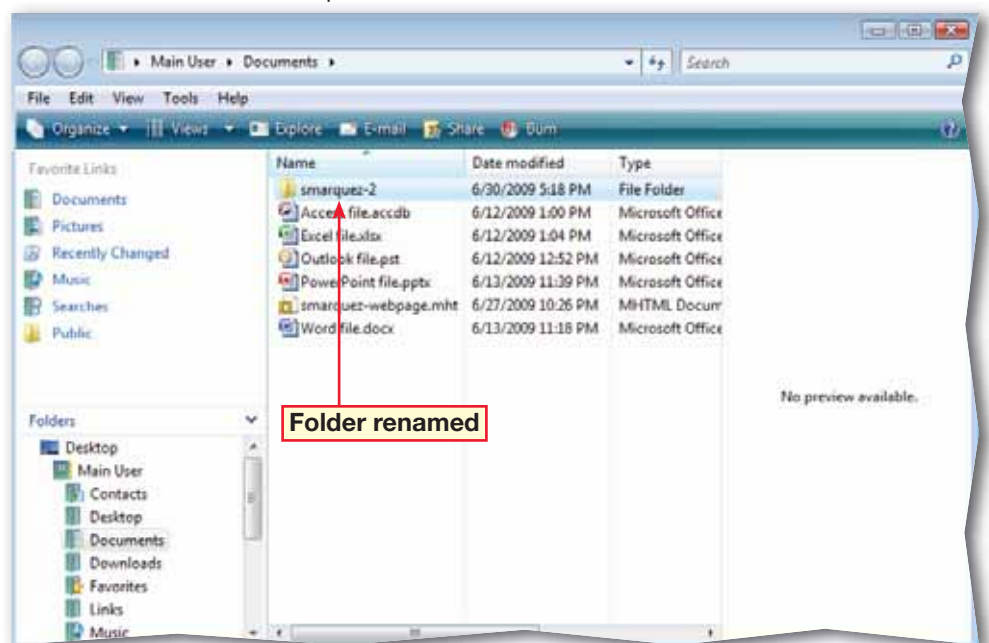 Main User Documents
Search
File Edit View Tools Help
Organize Views Explore E-mail Share Burn
Favorite Links
Documents
Pictures
Recently Changed
Music
Searches
Public
Folders
Desktop
Main User
Contacts
Desktop
Documents
Downloads
Favorites
Links
Music
Name Date modified Type
smarquez-2 6/30/2009 5:18 PM File Folder
Access file.accdb 6/12/2009 1:00 PM Microsoft Office
Excel file.xlsx 6/12/2009 1:04 PM Microsoft Office
Outlook file.pst 6/12/2009 12:52 PM Microsoft Office
PowerPoint file.pptx 6/13/2009 11:39 PM Microsoft Office
smarquez-webpage.mht 6/27/2009 10:26 PM MHTML Docum
Word file.docx 6/13/2009 11:18 PM Microsoft Office
Folder renamed
No preview available.